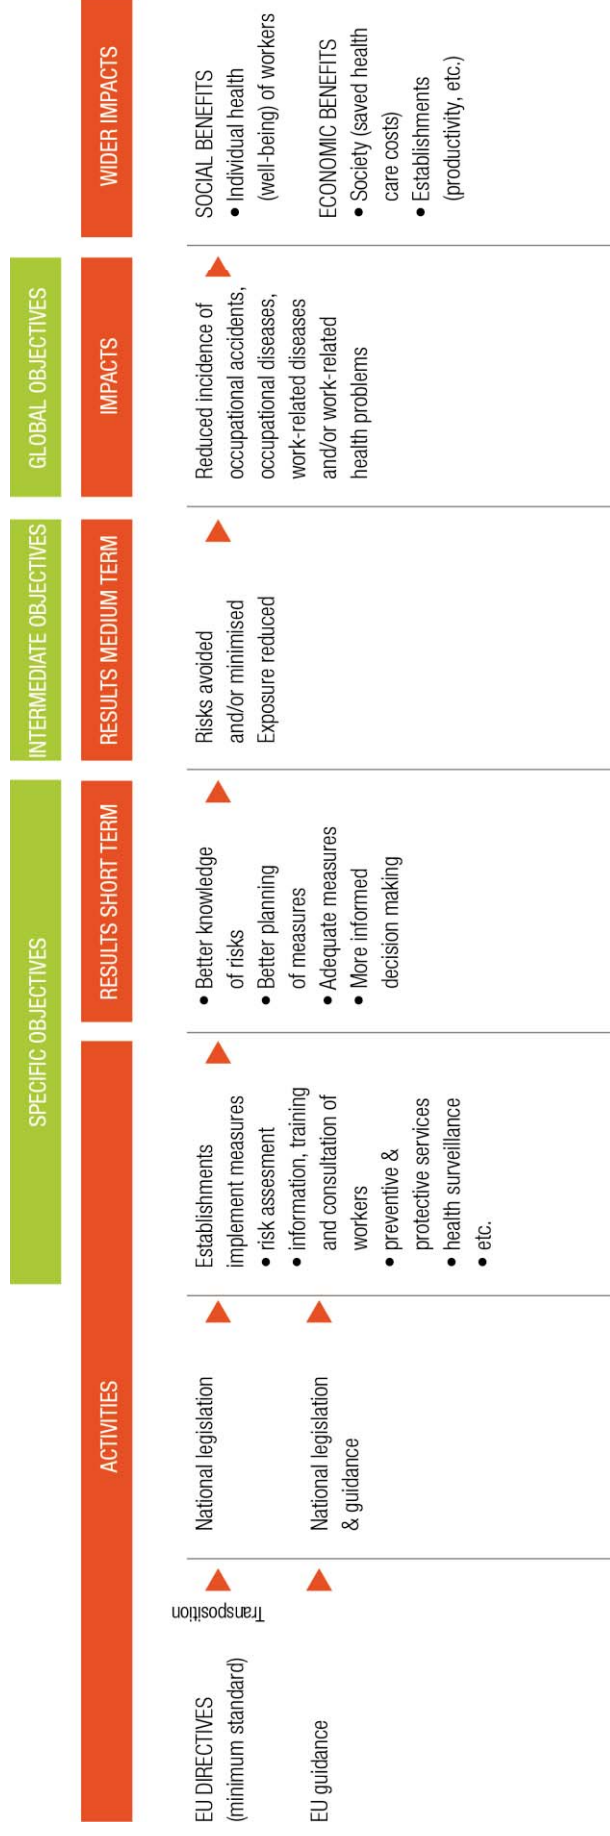 SPECIFIC OBJECTIVES
INTERMEDIATE OBJECTIVES
GLOBAL OBJECTIVES
ACTIVITIES
RESULTS SHORT TERM
RESULTS MEDIUM TERM
IMPACTS
WIDER IMPACTS
EU DIRECTIVES
(minimum standard)
EU guidance
Transposition
National legislation
National legislation
& guidance
Establishments
implement measures
• risk assesment
• information, training
and consultation of
workers
• preventive &
protective services
• health surveillance
• etc.
• Better knowledge
of risks
• Better planning
of measures
• Adequate measures
• More informed
decision making
Risks avoided
and/or minimised
Exposure reduced
Reduced incidence of
occupational accidents,
occupational diseases,
work-related diseases
and/or work-related
health problems
SOCIAL BENEFITS
• Individual health
(well-being) of workers
ECONOMIC BENEFITS
• Society (saved health
care costs)
• Establishments
(productivity, etc.)